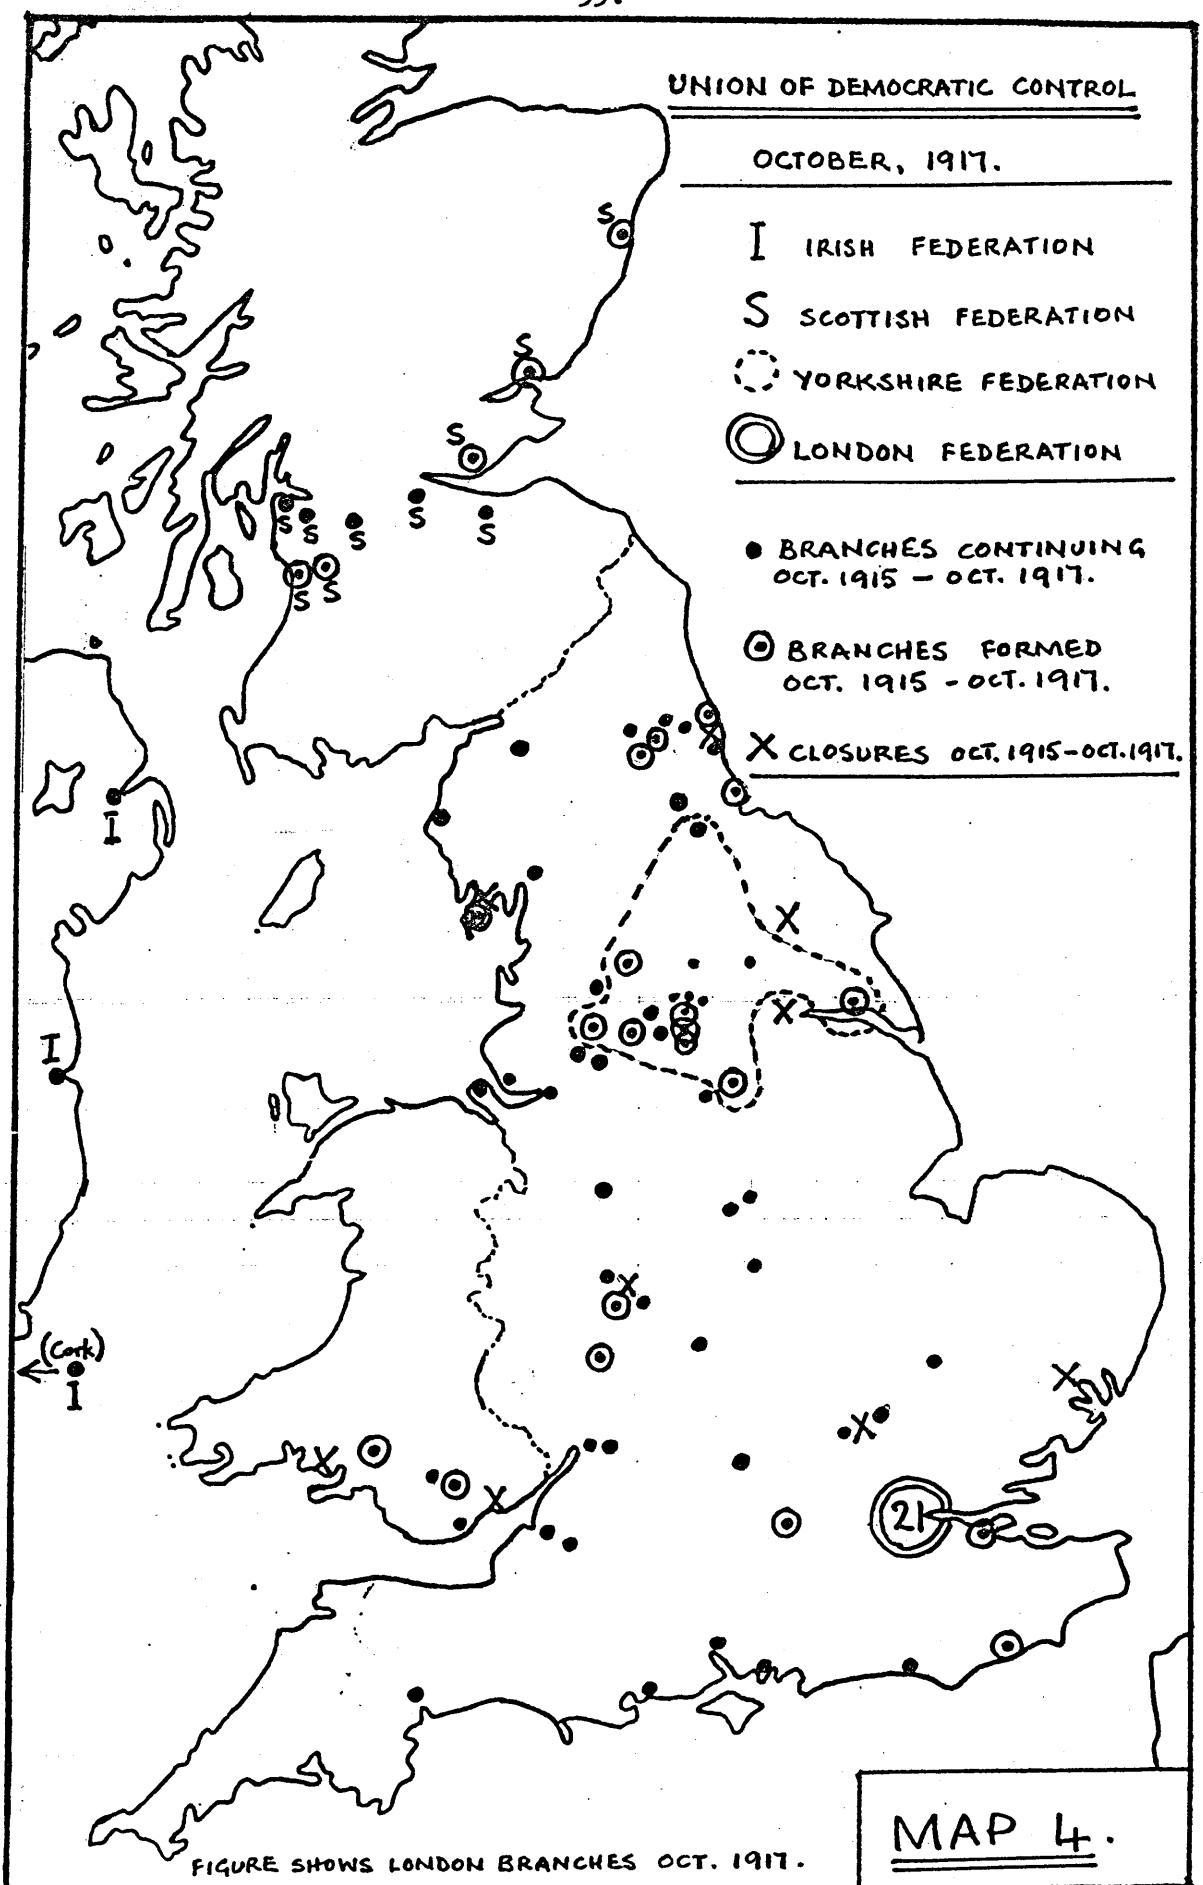 UNION OF DEMOCRATIC CONTROL
OCTOBER, 1917.
I IRISH FEDERATION
S SCOTTISH FEDERATION
YORKSHIRE FEDERATION
LONDON FEDERATION
BRANCHES CONTINUING
OCT. 1915 – OCT. 1917.
BRANCHES FORMED
OCT. 1915 - OCT. 1917.
X CLOSURES OCT. 1915-OCT. 1917.
S
S
S
S
S
S
S
S
S
S
I
I
(Cork)
I
21
MAP 4.
FIGURE SHOWS LONDON BRANCHES OCT. 1917.